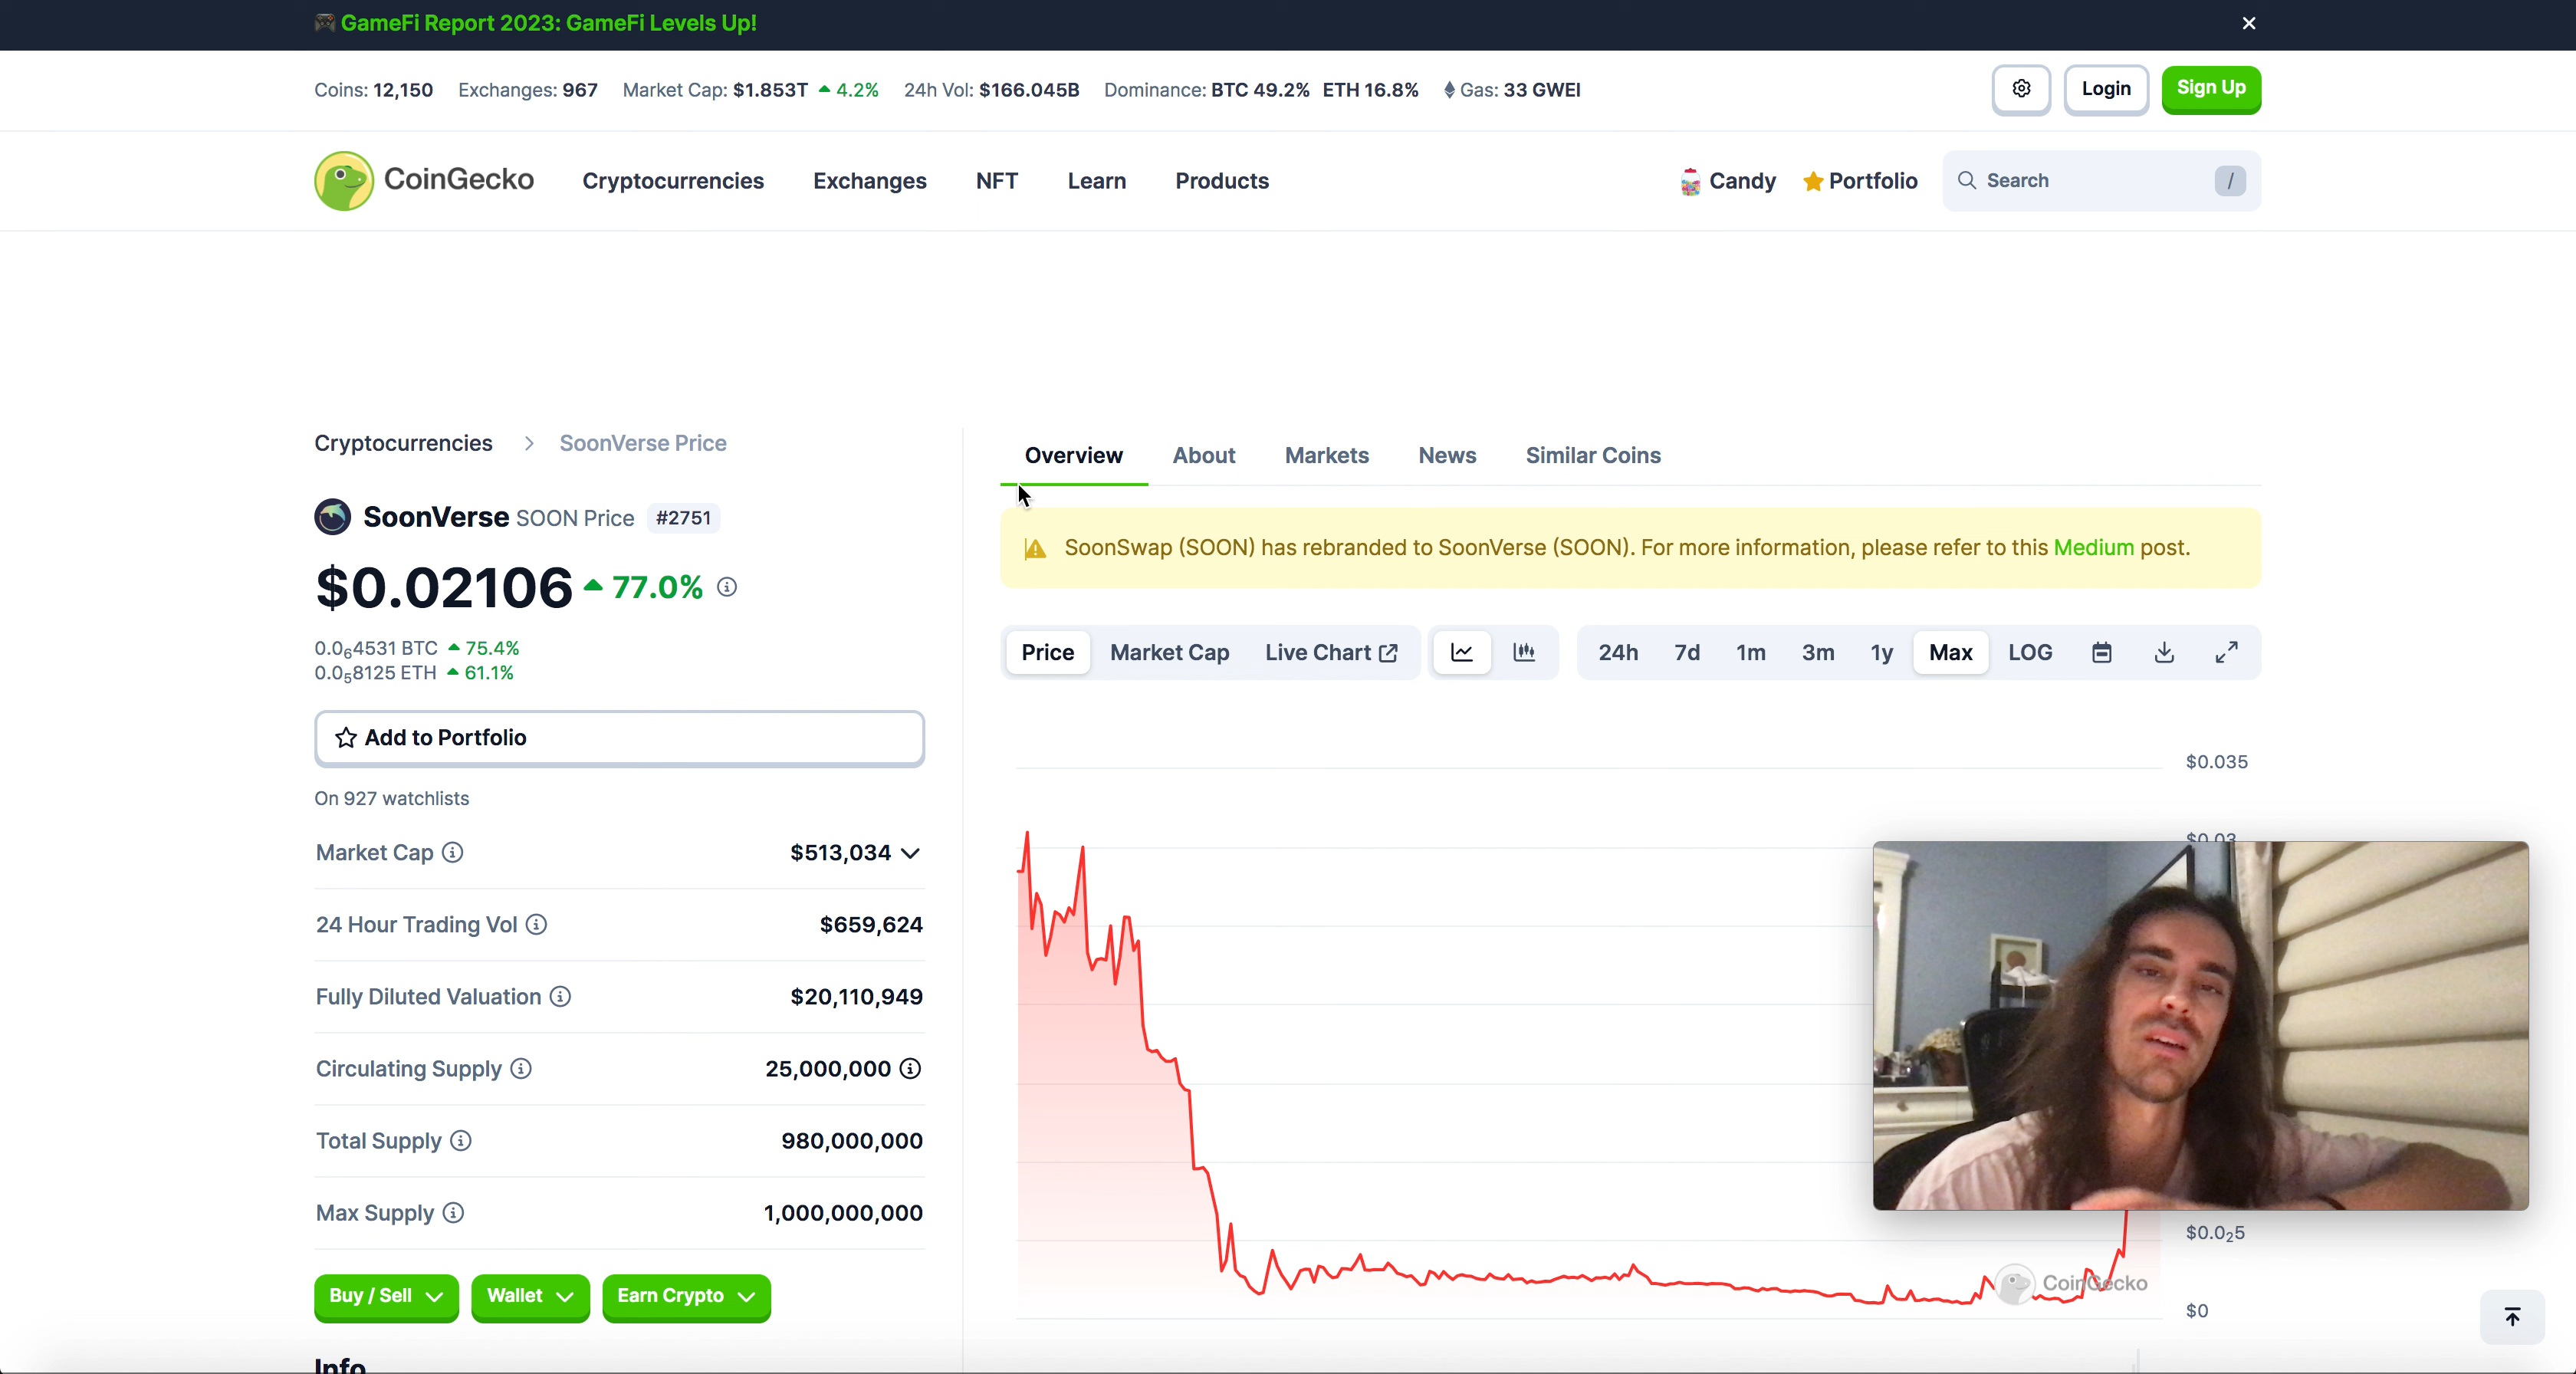 🎮 GameFi Report 2023: GameFi Levels Up!
Coins: 12,150 Exchanges: 967 Market Cap: $1.853T 4.2% 24h Vol: $166.045B Dominance: BTC 49.2% ETH 16.8% Gas: 33 GWEI
Login
Sign Up
CoinGecko
Cryptocurrencies Exchanges NFT Learn Products
Candy Portfolio Search /
Cryptocurrencies > SoonVerse Price
SoonVerse SOON Price #2751
$0.02106 77.0%
0.0₆4531 BTC 75.4%
0.0₅8125 ETH 61.1%
Add to Portfolio
On 927 watchlists
Market Cap $513,034
24 Hour Trading Vol $659,624
Fully Diluted Valuation $20,110,949
Circulating Supply 25,000,000
Total Supply 980,000,000
Max Supply 1,000,000,000
Buy / Sell Wallet Earn Crypto
Info
Overview About Markets News Similar Coins
SoonSwap (SOON) has rebranded to SoonVerse (SOON). For more information, please refer to this Medium post.
Price Market Cap Live Chart 24h 7d 1m 3m 1y Max LOG
$0.035
$0.03
$0.0₂5
$0
CoinGecko